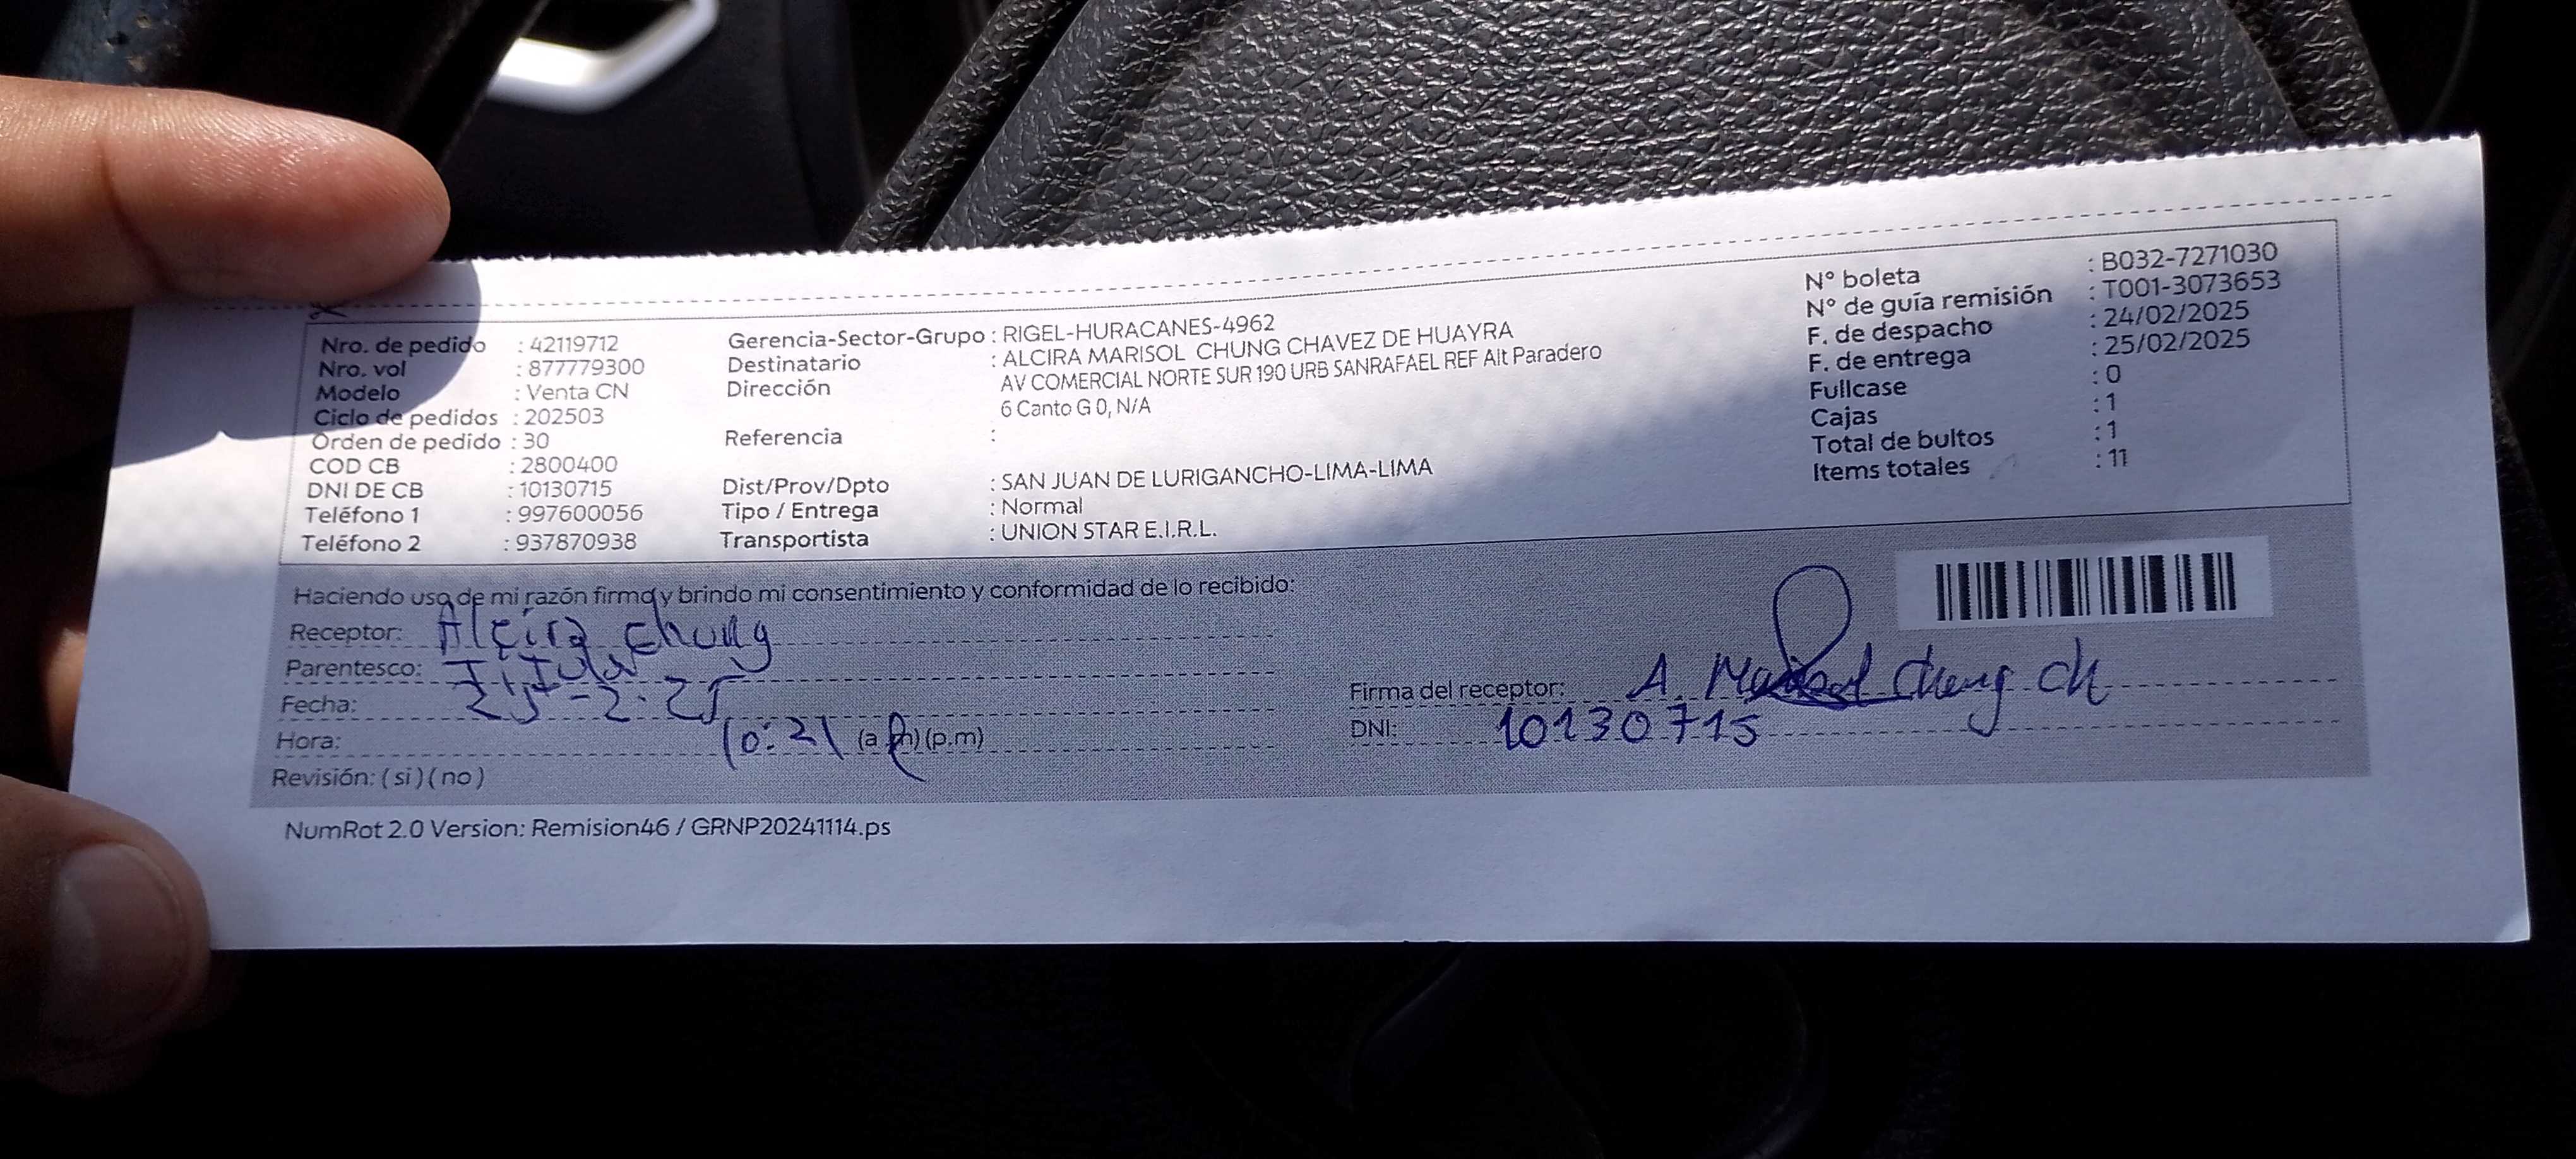 Nro. de pedido : 42119712
Nro. vol : 877779300
Modelo : Venta CN
Ciclo de pedidos : 202503
Orden de pedido : 30
COD CB : 2800400
DNI DE CB : 10130715
Teléfono 1 : 997600056
Teléfono 2 : 937870938
Gerencia-Sector-Grupo : RIGEL-HURACANES-4962
Destinatario : ALCIRA MARISOL CHUNG CHAVEZ DE HUAYRA
Dirección AV COMERCIAL NORTE SUR 190 URB SANRAFAEL REF Alt Paradero
6 Canto G 0, N/A
Referencia :
Dist/Prov/Dpto : SAN JUAN DE LURIGANCHO-LIMA-LIMA
Tipo / Entrega : Normal
Transportista : UNION STAR E.I.R.L.
N° boleta : B032-7271030
N° de guía remisión : T001-3073653
F. de despacho : 24/02/2025
F. de entrega : 25/02/2025
Fullcase : 0
Cajas : 1
Total de bultos : 1
Items totales : 11
Haciendo uso de mi razón firmo y brindo mi consentimiento y conformidad de lo recibido:
Receptor: Alcira Chung
Parentesco: Titular
Fecha: 25-2-25
Hora: 10:21 (a.m) (p.m)
Revisión: (si) (no)
Firma del receptor: A. Marisol Chung Ch
DNI: 10130715
NumRot 2.0 Version: Remision46 / GRNP20241114.ps